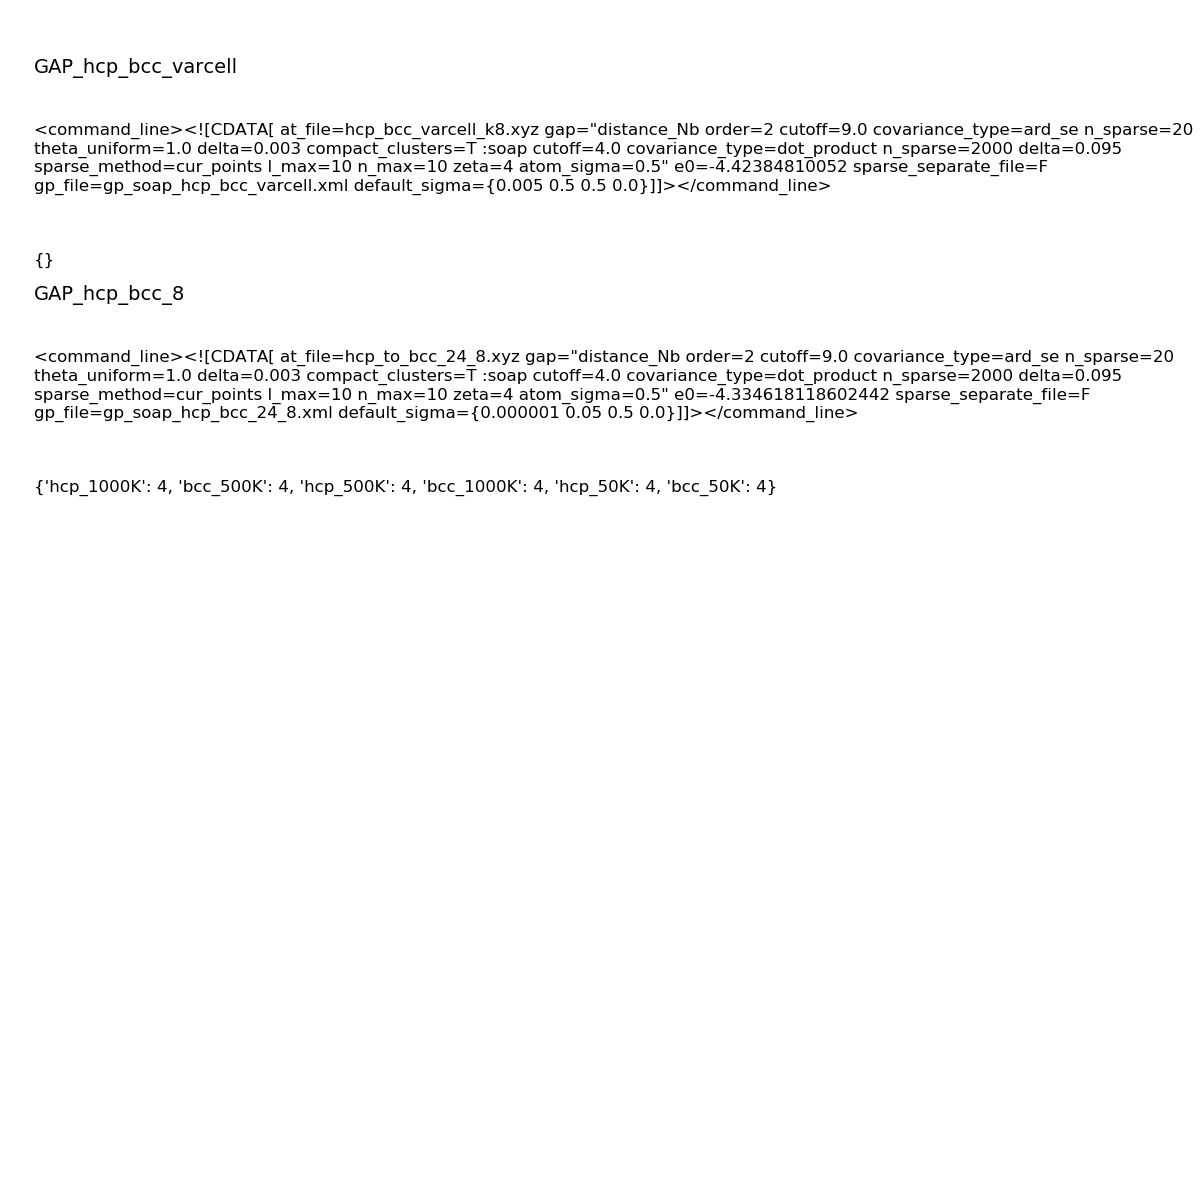 GAP_hcp_bcc_varcell
<command_line><![CDATA[ at_file=hcp_bcc_varcell_k8.xyz gap="distance_Nb order=2 cutoff=9.0 covariance_type=ard_se n_sparse=20
theta_uniform=1.0 delta=0.003 compact_clusters=T :soap cutoff=4.0 covariance_type=dot_product n_sparse=2000 delta=0.095
sparse_method=cur_points l_max=10 n_max=10 zeta=4 atom_sigma=0.5" e0=-4.42384810052 sparse_separate_file=F
gp_file=gp_soap_hcp_bcc_varcell.xml default_sigma={0.005 0.5 0.5 0.0}]]></command_line>
{}
GAP_hcp_bcc_8
<command_line><![CDATA[ at_file=hcp_to_bcc_24_8.xyz gap="distance_Nb order=2 cutoff=9.0 covariance_type=ard_se n_sparse=20
theta_uniform=1.0 delta=0.003 compact_clusters=T :soap cutoff=4.0 covariance_type=dot_product n_sparse=2000 delta=0.095
sparse_method=cur_points l_max=10 n_max=10 zeta=4 atom_sigma=0.5" e0=-4.334618118602442 sparse_separate_file=F
gp_file=gp_soap_hcp_bcc_24_8.xml default_sigma={0.000001 0.05 0.5 0.0}]]></command_line>
{'hcp_1000K': 4, 'bcc_500K': 4, 'hcp_500K': 4, 'bcc_1000K': 4, 'hcp_50K': 4, 'bcc_50K': 4}